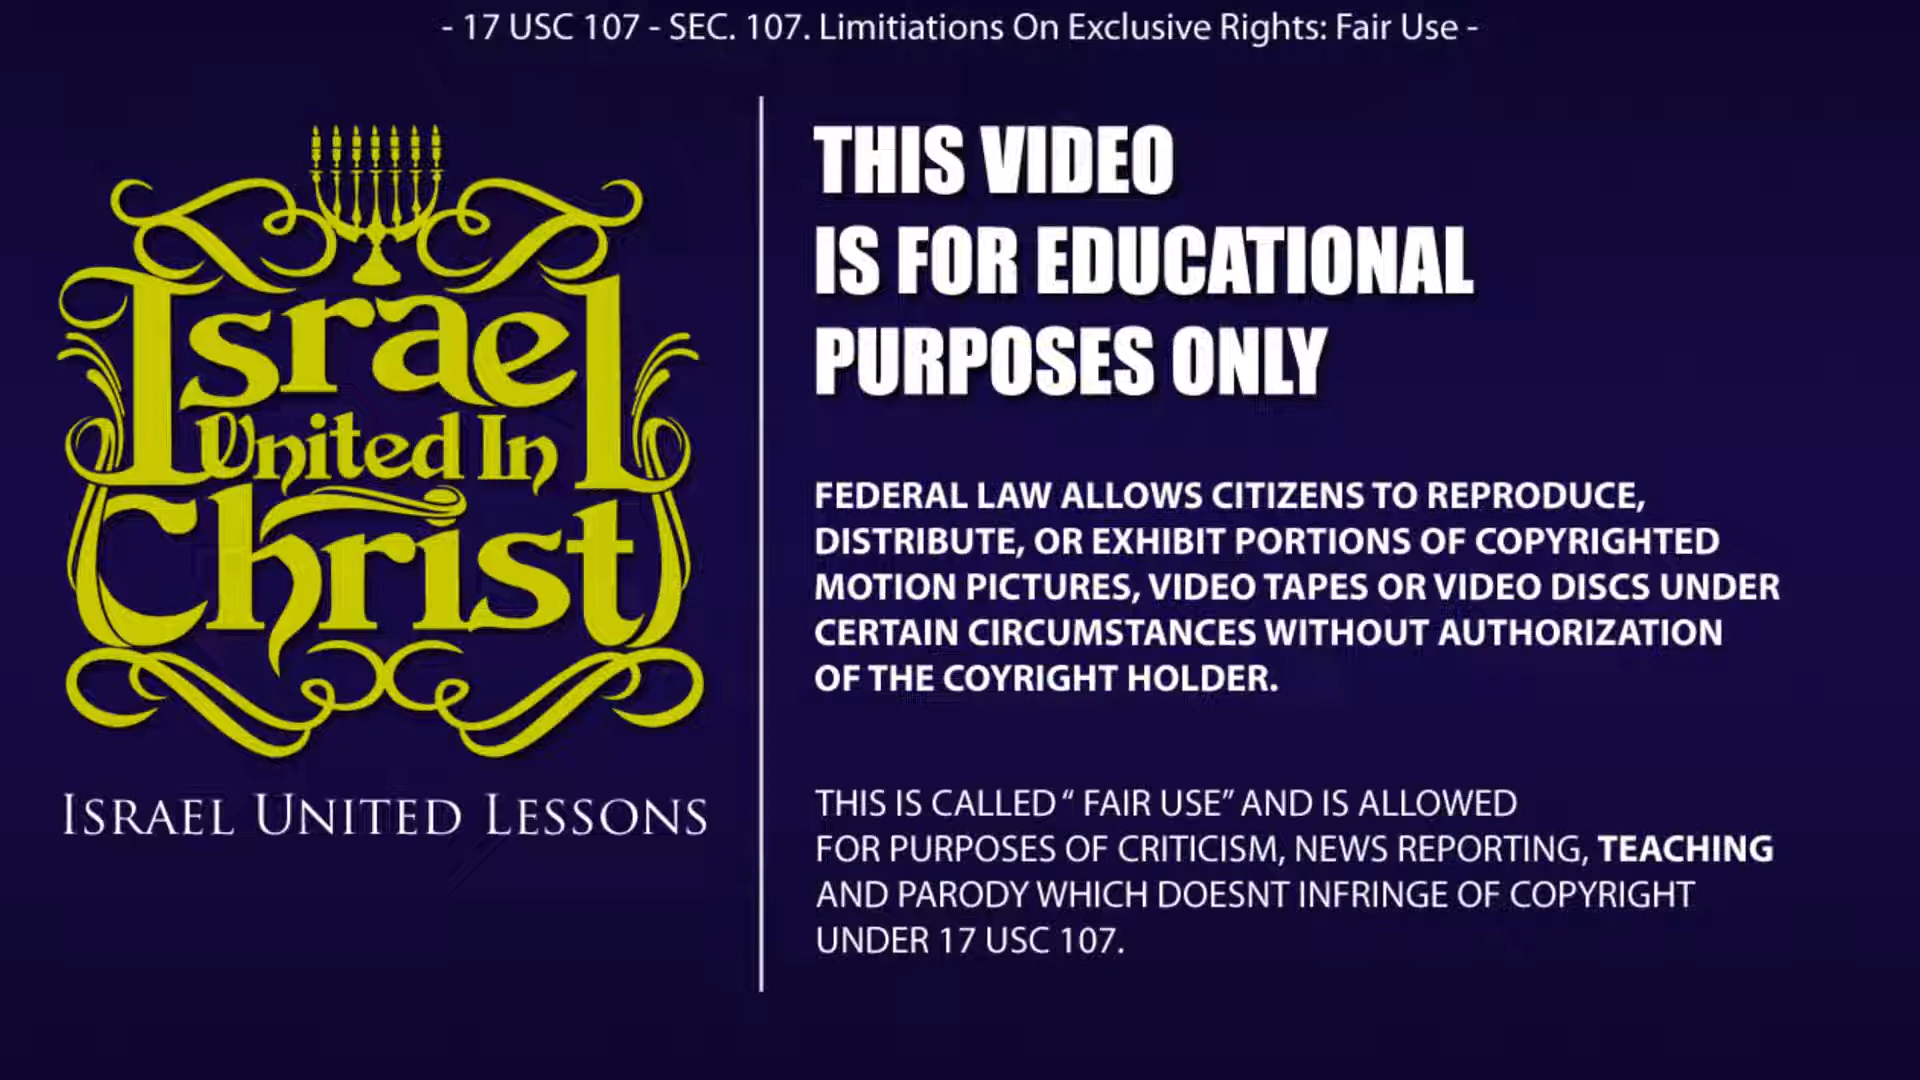 - 17 USC 107 - SEC. 107. Limitiations On Exclusive Rights: Fair Use -
Israel
United In
Christ
ISRAEL UNITED LESSONS
THIS VIDEO
IS FOR EDUCATIONAL
PURPOSES ONLY
FEDERAL LAW ALLOWS CITIZENS TO REPRODUCE,
DISTRIBUTE, OR EXHIBIT PORTIONS OF COPYRIGHTED
MOTION PICTURES, VIDEO TAPES OR VIDEO DISCS UNDER
CERTAIN CIRCUMSTANCES WITHOUT AUTHORIZATION
OF THE COYRIGHT HOLDER.
THIS IS CALLED “ FAIR USE” AND IS ALLOWED
FOR PURPOSES OF CRITICISM, NEWS REPORTING, TEACHING
AND PARODY WHICH DOESNT INFRINGE OF COPYRIGHT
UNDER 17 USC 107.